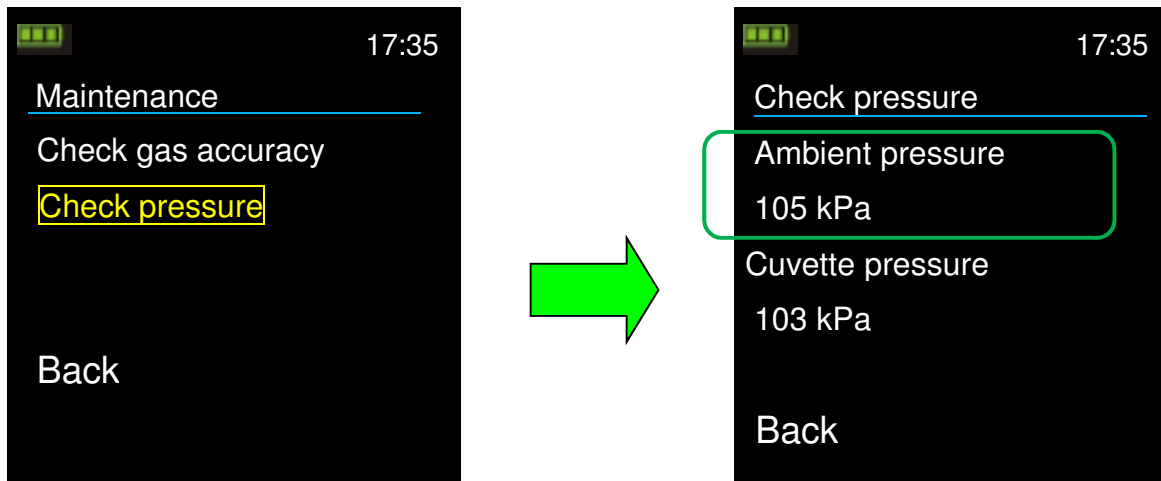 17:35
Maintenance
Check gas accuracy
Check pressure
Back
17:35
Check pressure
Ambient pressure
105 kPa
Cuvette pressure
103 kPa
Back